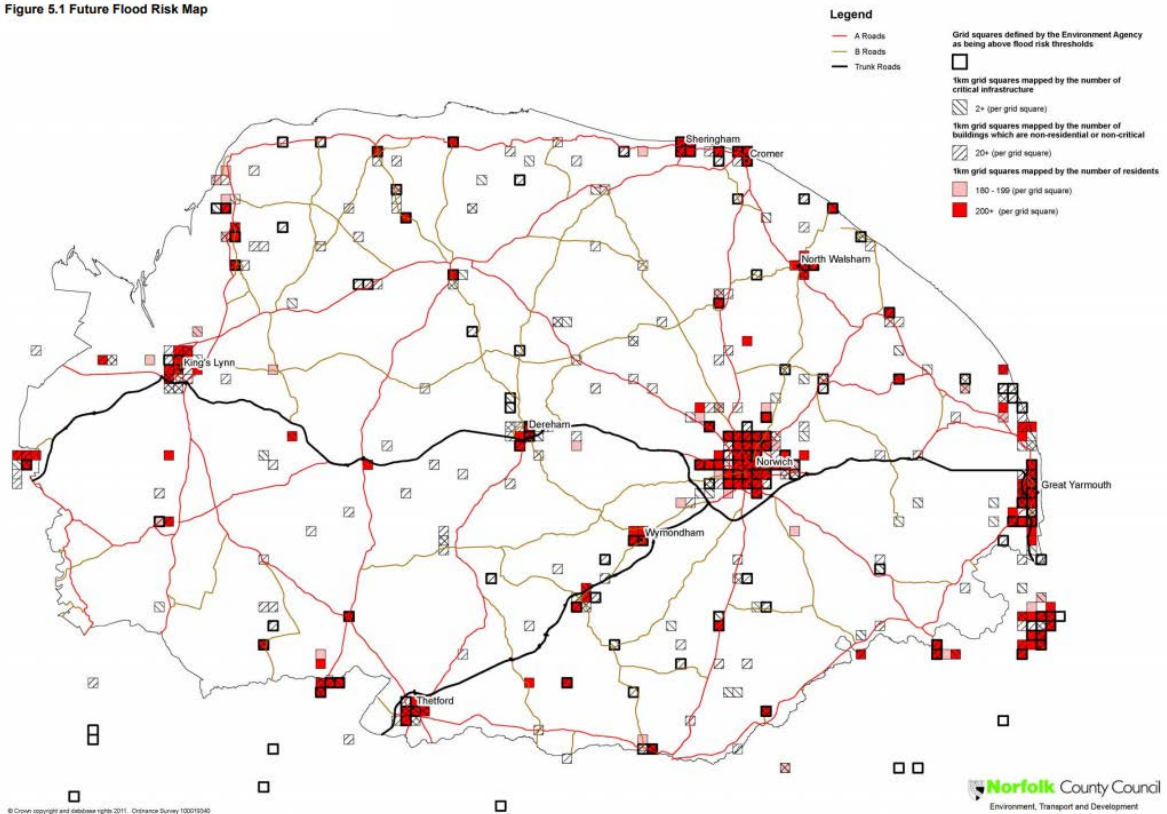 Figure 5.1 Future Flood Risk Map
Legend
A Roads
B Roads
Trunk Roads
Grid squares defined by the Environment Agency
as being above flood risk thresholds
1km grid squares mapped by the number of
critical infrastructure
2+ (per grid square)
1km grid squares mapped by the number of
buildings which are non-residential or non-critical
20+ (per grid square)
1km grid squares mapped by the number of residents
180 - 199 (per grid square)
200+ (per grid square)
Sheringham
Cromer
North Walsham
King's Lynn
Dereham
Norwich
Great Yarmouth
Wymondham
Thetford
Norfolk County Council
Environment, Transport and Development
© Crown copyright and database rights 2011. Ordnance Survey 100019340